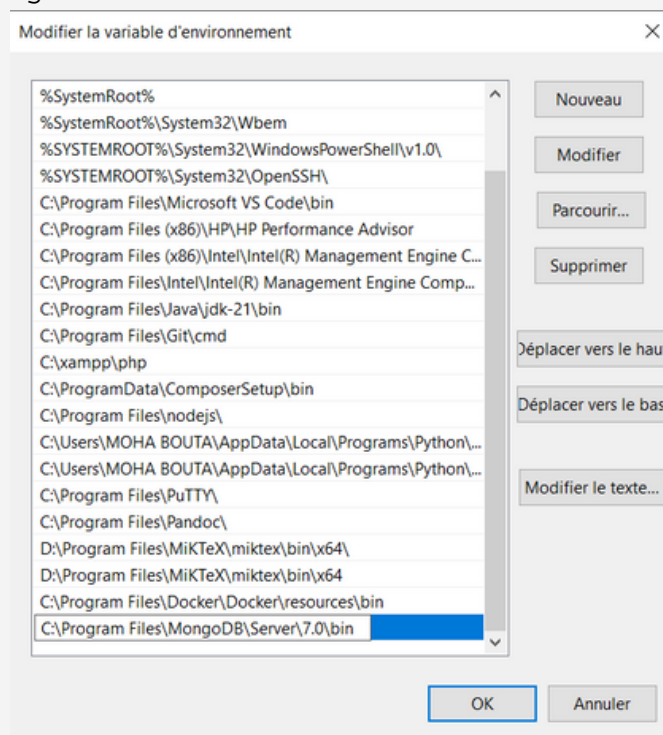 Modifier la variable d'environnement
%SystemRoot%
%SystemRoot%\System32\Wbem
%SYSTEMROOT%\System32\WindowsPowerShell\v1.0\
%SYSTEMROOT%\System32\OpenSSH\
C:\Program Files\Microsoft VS Code\bin
C:\Program Files (x86)\HP\HP Performance Advisor
C:\Program Files (x86)\Intel\Intel(R) Management Engine C...
C:\Program Files\Intel\Intel(R) Management Engine Comp...
C:\Program Files\Java\jdk-21\bin
C:\Program Files\Git\cmd
C:\xampp\php
C:\ProgramData\ComposerSetup\bin
C:\Program Files\nodejs\
C:\Users\MOHA BOUTA\AppData\Local\Programs\Python\...
C:\Users\MOHA BOUTA\AppData\Local\Programs\Python\...
C:\Program Files\PuTTY\
C:\Program Files\Pandoc\
D:\Program Files\MiKTeX\miktex\bin\x64\
D:\Program Files\MiKTeX\miktex\bin\x64
C:\Program Files\Docker\Docker\resources\bin
C:\Program Files\MongoDB\Server\7.0\bin
Nouveau
Modifier
Parcourir...
Supprimer
Déplacer vers le hau
Déplacer vers le bas
Modifier le texte...
OK
Annuler